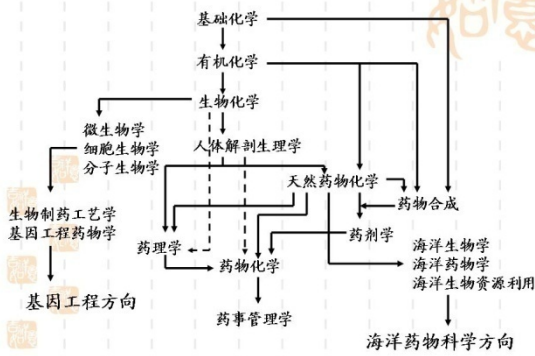 基础化学
有机化学
生物化学
微生物学
细胞生物学
分子生物学
人体解剖生理学
天然药物化学
药物合成
生物制药工艺学
基因工程药物学
药理学
药剂学
药物化学
海洋生物学
海洋药物学
海洋生物资源利用
基因工程方向
药事管理学
海洋药物科学方向